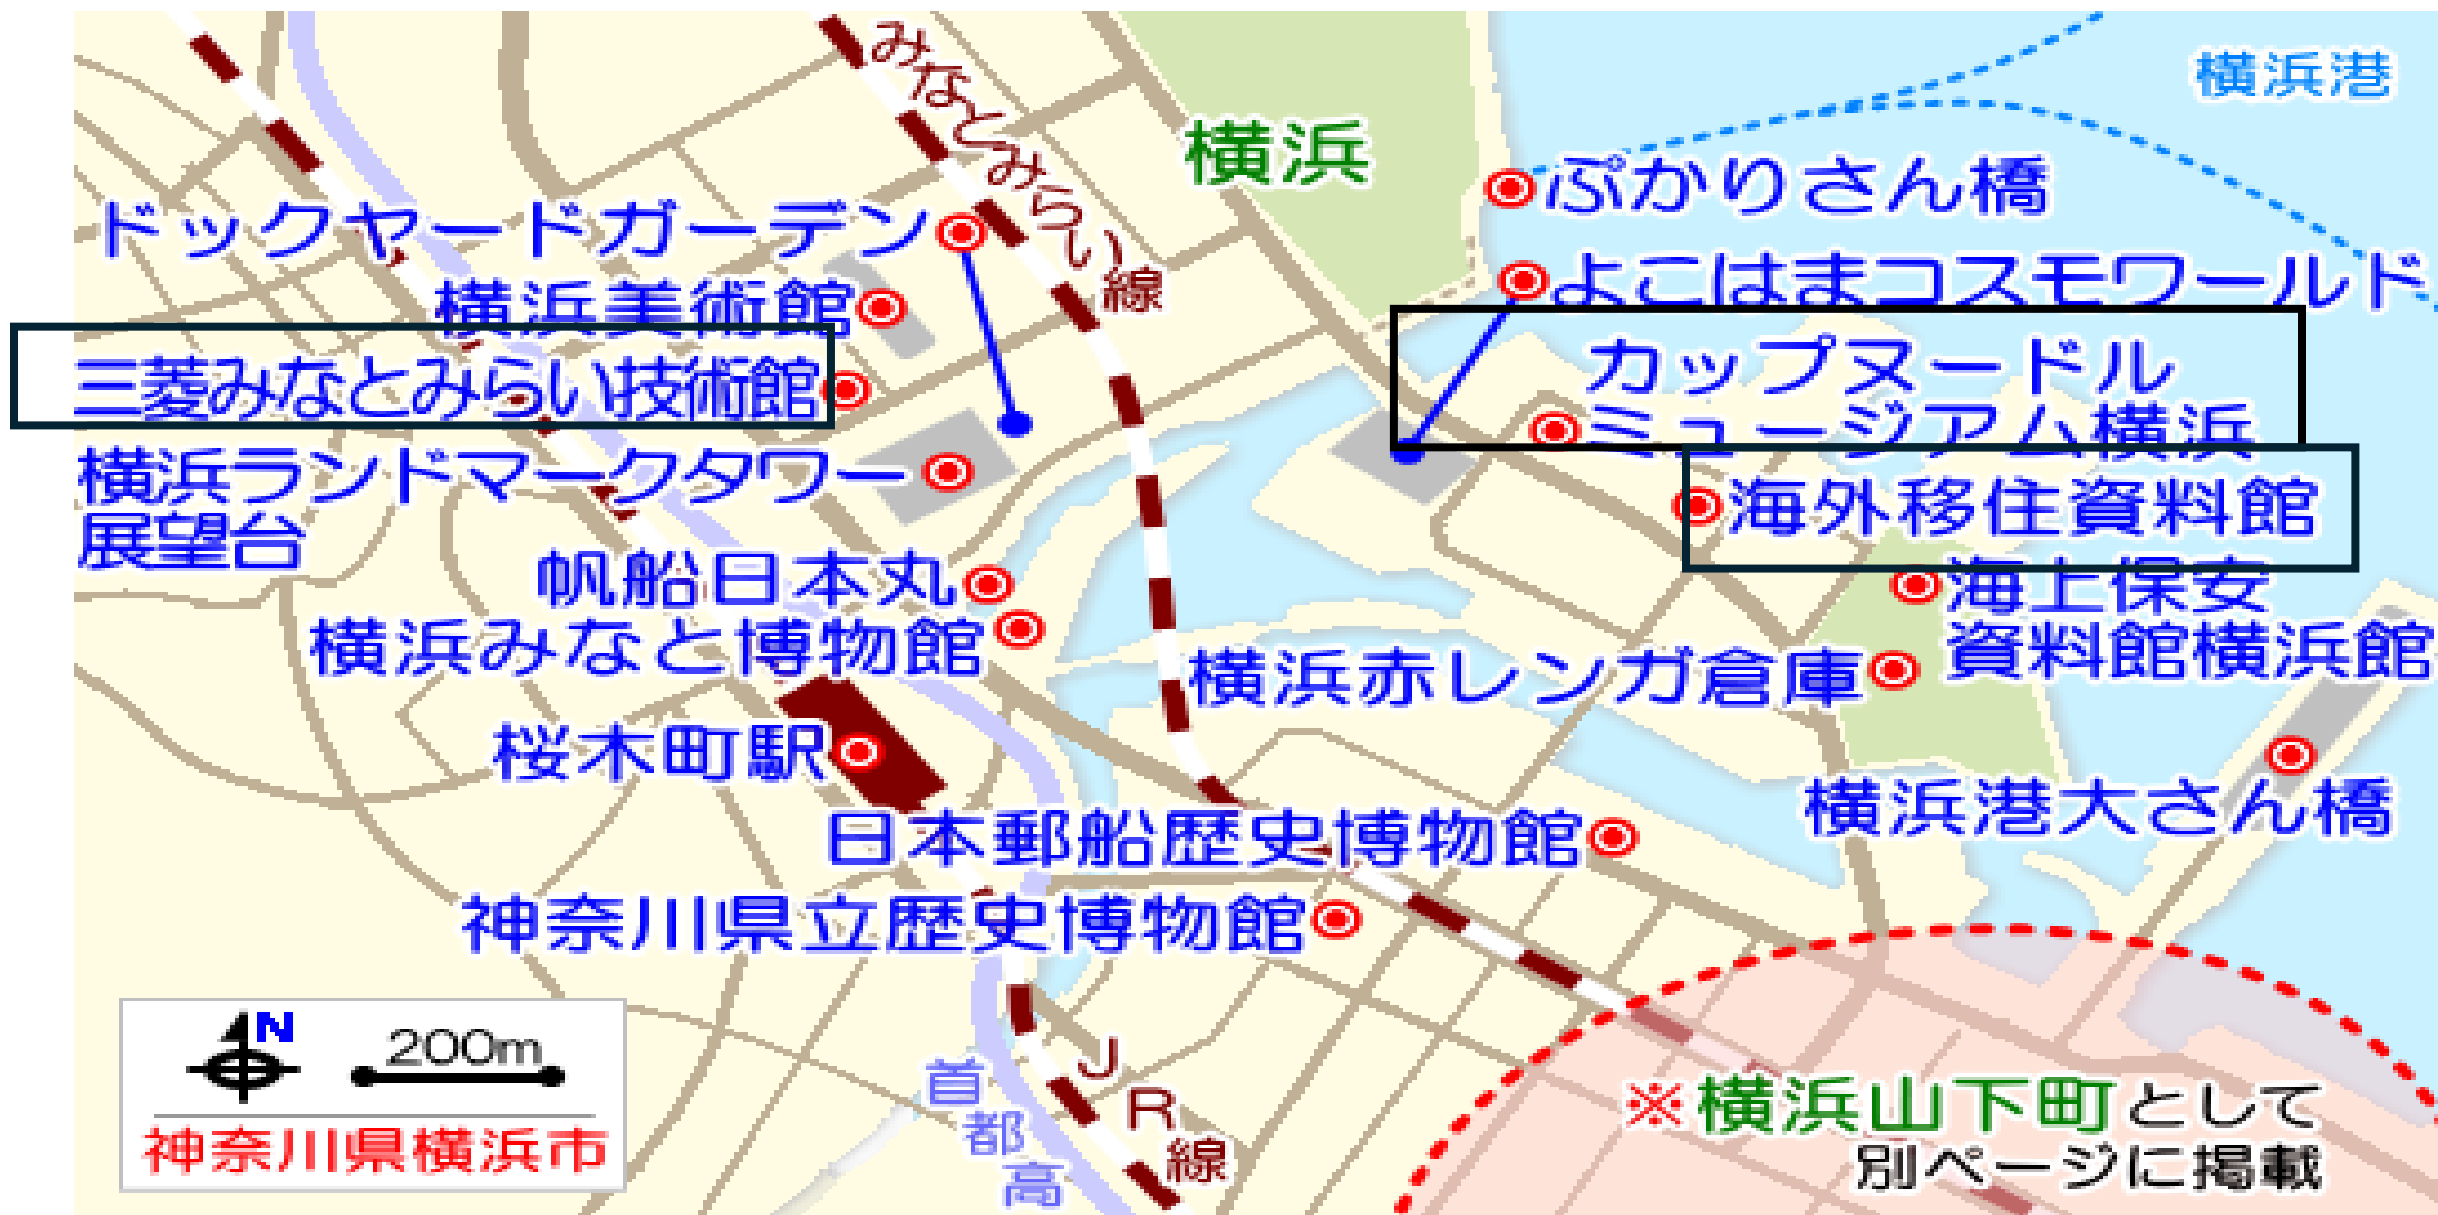 みなとみらい線
横浜港
横浜
ぷかりさん橋
ドックヤードガーデン
よこはまコスモワールド
横浜美術館
カップヌードル
ミュージアム横浜
三菱みなとみらい技術館
横浜ランドマークタワー
展望台
海外移住資料館
帆船日本丸
海上保安
資料館横浜館
横浜みなと博物館
横浜赤レンガ倉庫
桜木町駅
横浜港大さん橋
日本郵船歴史博物館
神奈川県立歴史博物館
N
200m
神奈川県横浜市
首都高
JR線
※横浜山下町として
別ページに掲載